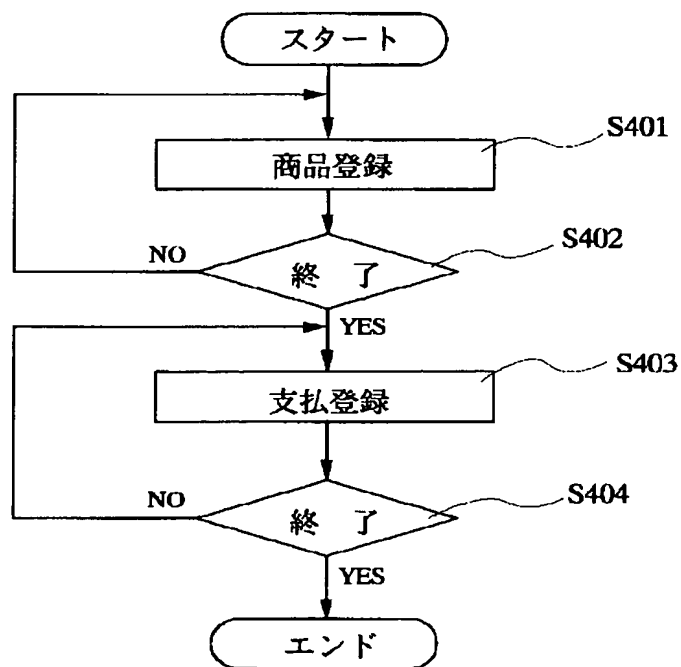 スタート
S401
商品登録
S402
NO
終 了
YES
S403
支払登録
S404
NO
終 了
YES
エンド